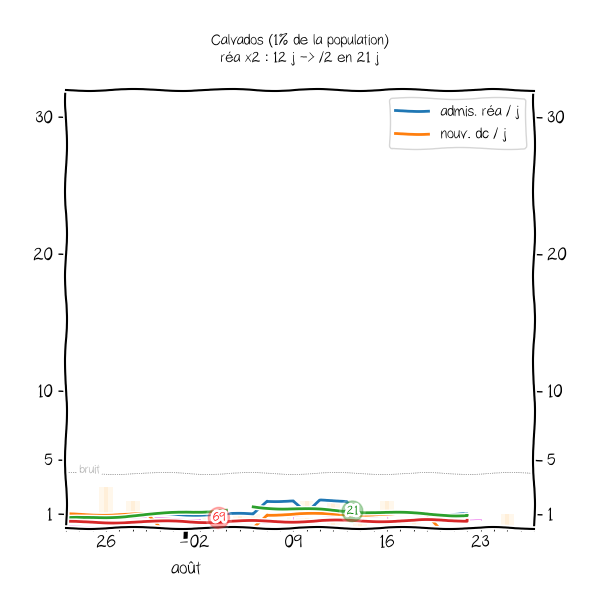 Calvados (1% de la population)
réa x2 : 12 j -> /2 en 21 j
admis. réa / j
nouv. dc / j
30
30
20
20
10
10
5
5
bruit
1
1
69
21
26
02
09
16
23
août